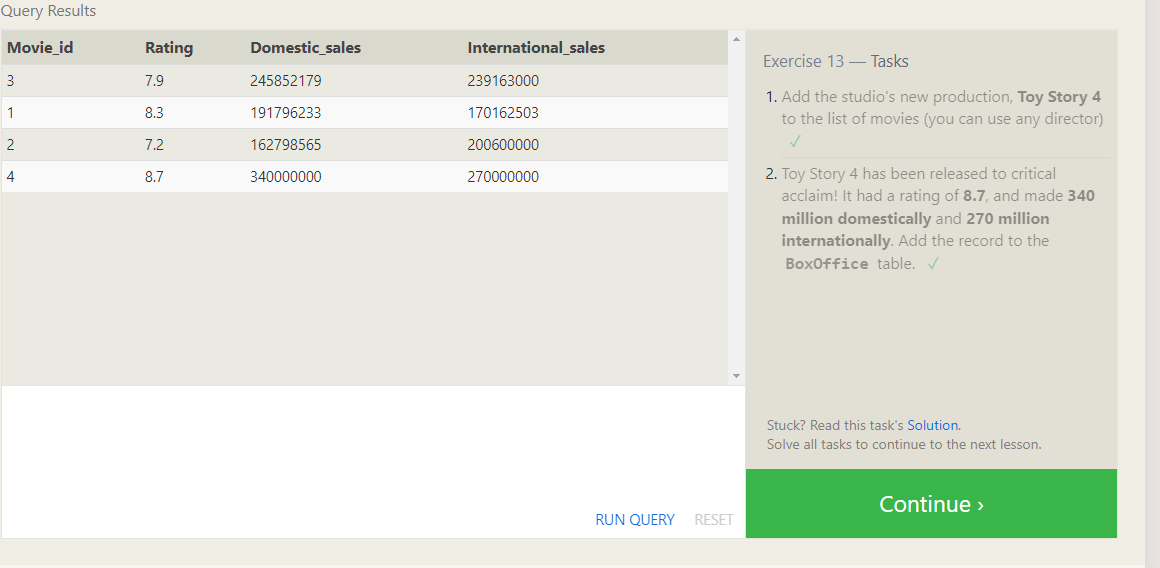 Query Results
Movie_id Rating Domestic_sales International_sales
3 7.9 245852179 239163000
1 8.3 191796233 170162503
2 7.2 162798565 200600000
4 8.7 340000000 270000000
RUN QUERY RESET
Exercise 13 — Tasks
1. Add the studio's new production, Toy Story 4
to the list of movies (you can use any director)
✓
2. Toy Story 4 has been released to critical
acclaim! It had a rating of 8.7, and made 340
million domestically and 270 million
internationally. Add the record to the
BoxOffice table. ✓
Stuck? Read this task's Solution.
Solve all tasks to continue to the next lesson.
Continue ›